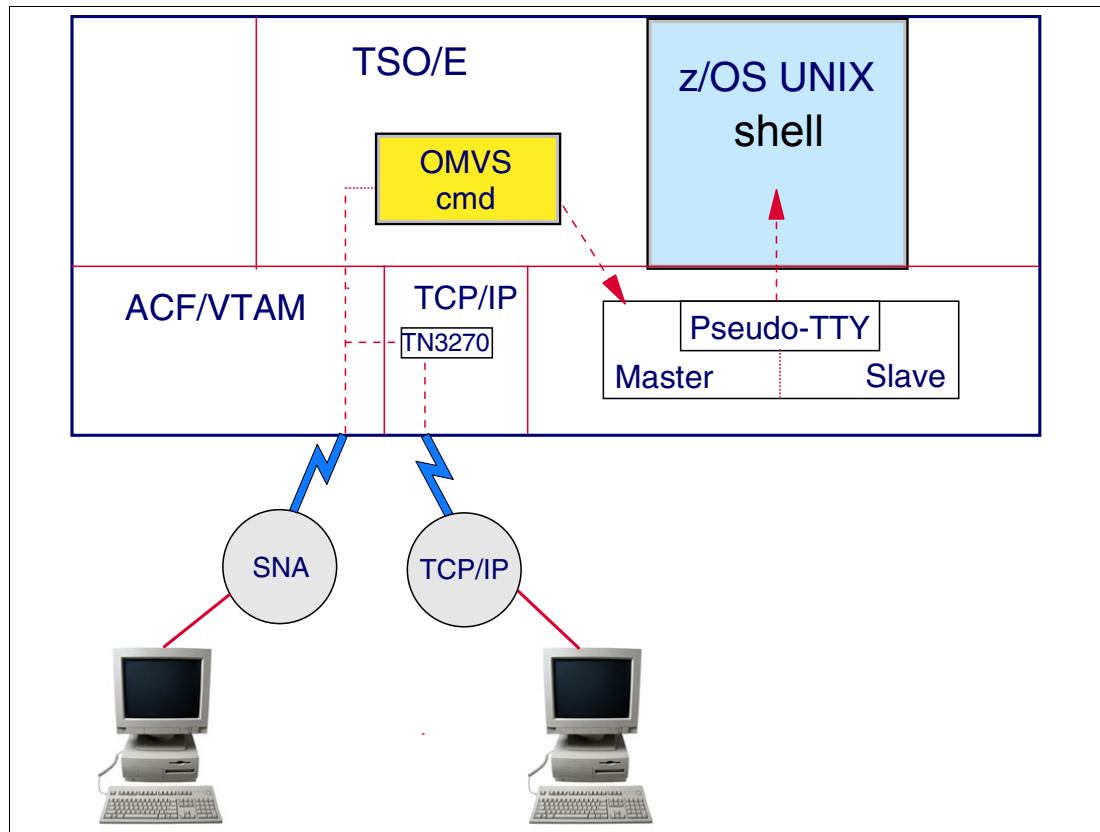 TSO/E
z/OS UNIX
shell
OMVS
cmd
ACF/VTAM
TCP/IP
TN3270
Pseudo-TTY
Master
Slave
SNA
TCP/IP